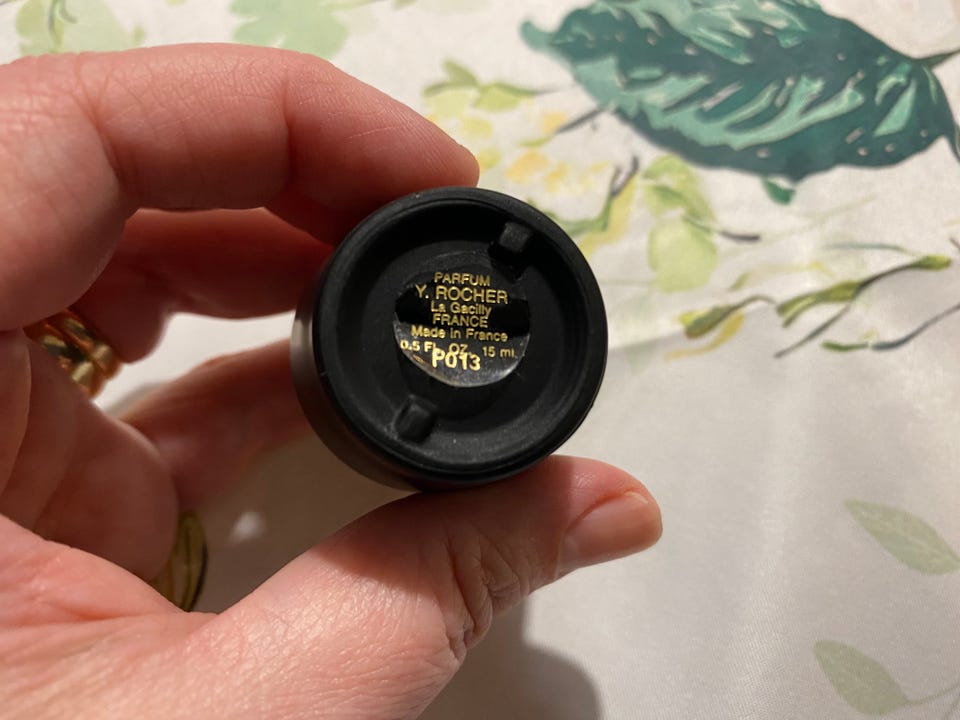 PARFUM
Y. ROCHER
La Gacilly
FRANCE
Made in France
0.5 FL. OZ. 15 ml.
P013